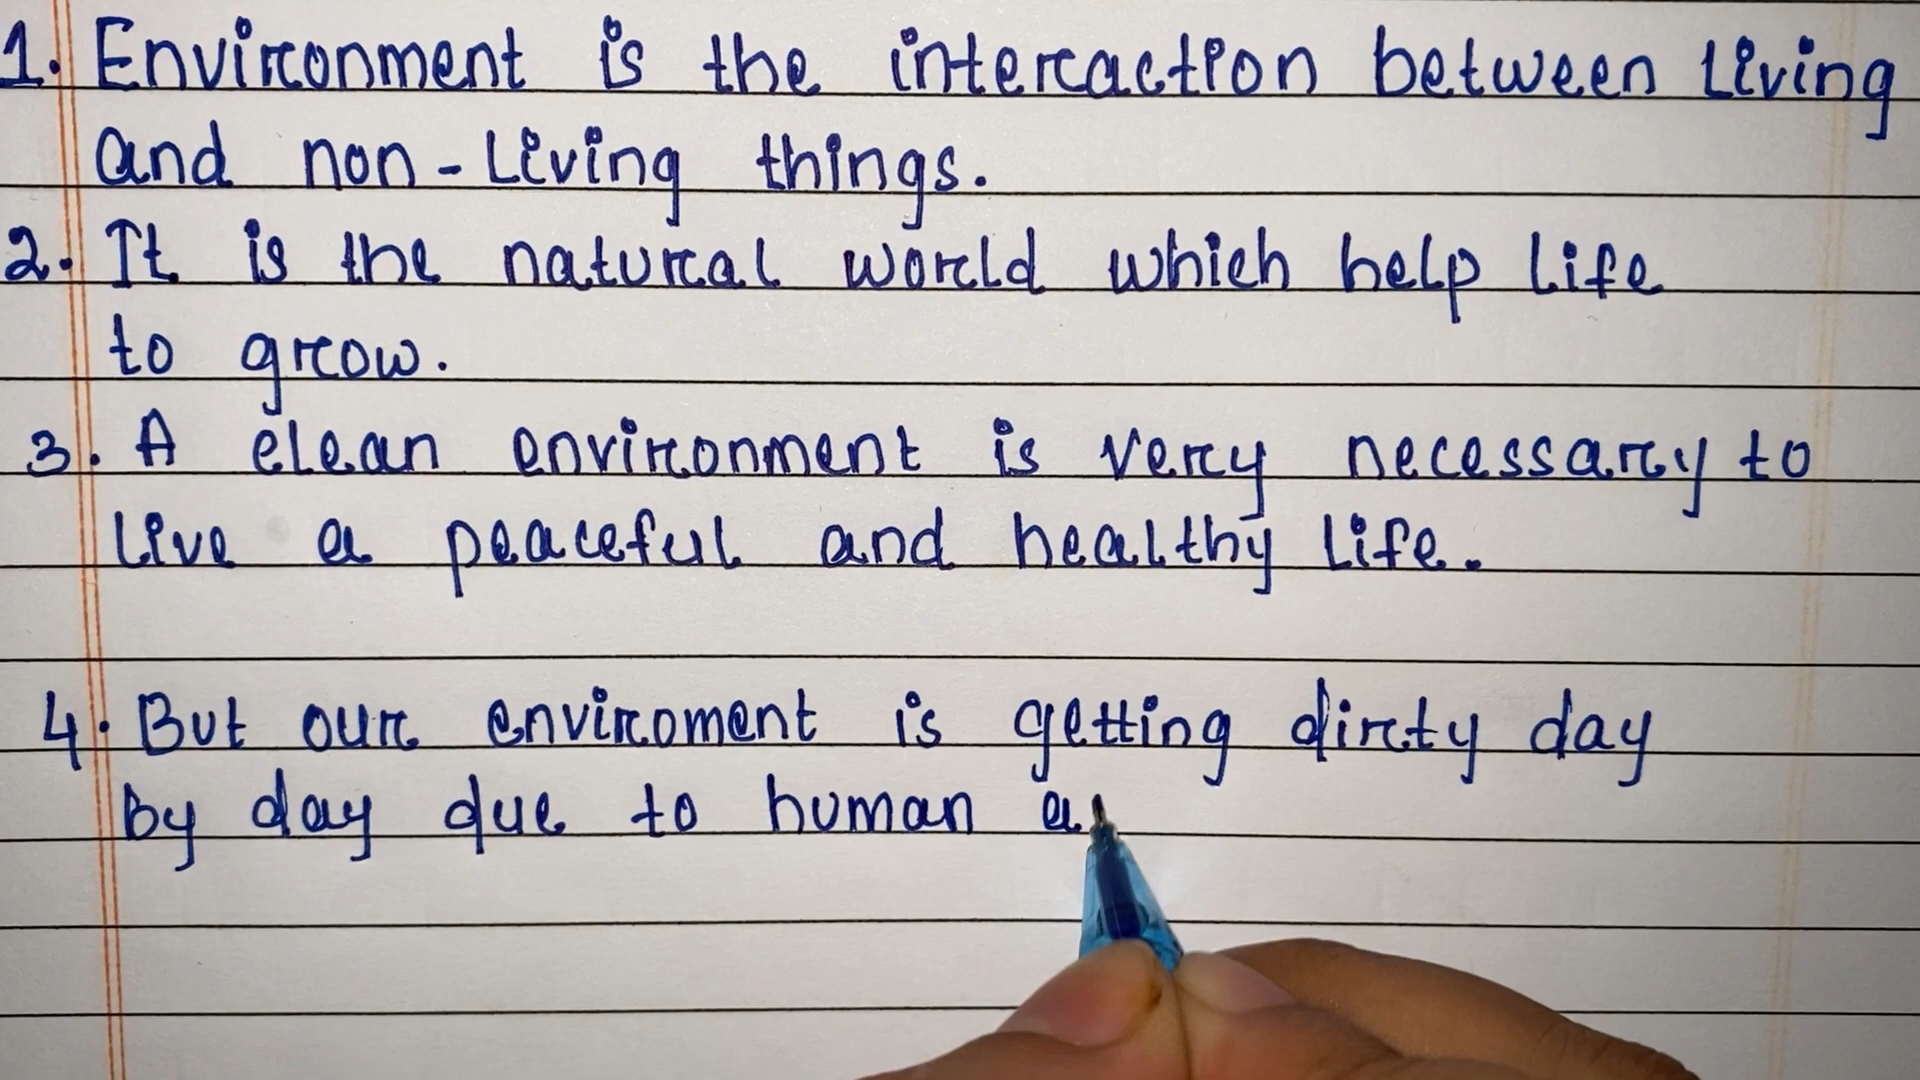 1. Environment is the interaction between living
and non-living things.
2. It is the natural world which help life
to grow.
3. A clean environment is very necessary to
live a peaceful and healthy life.
4. But our enviroment is getting dirty day
by day due to human a